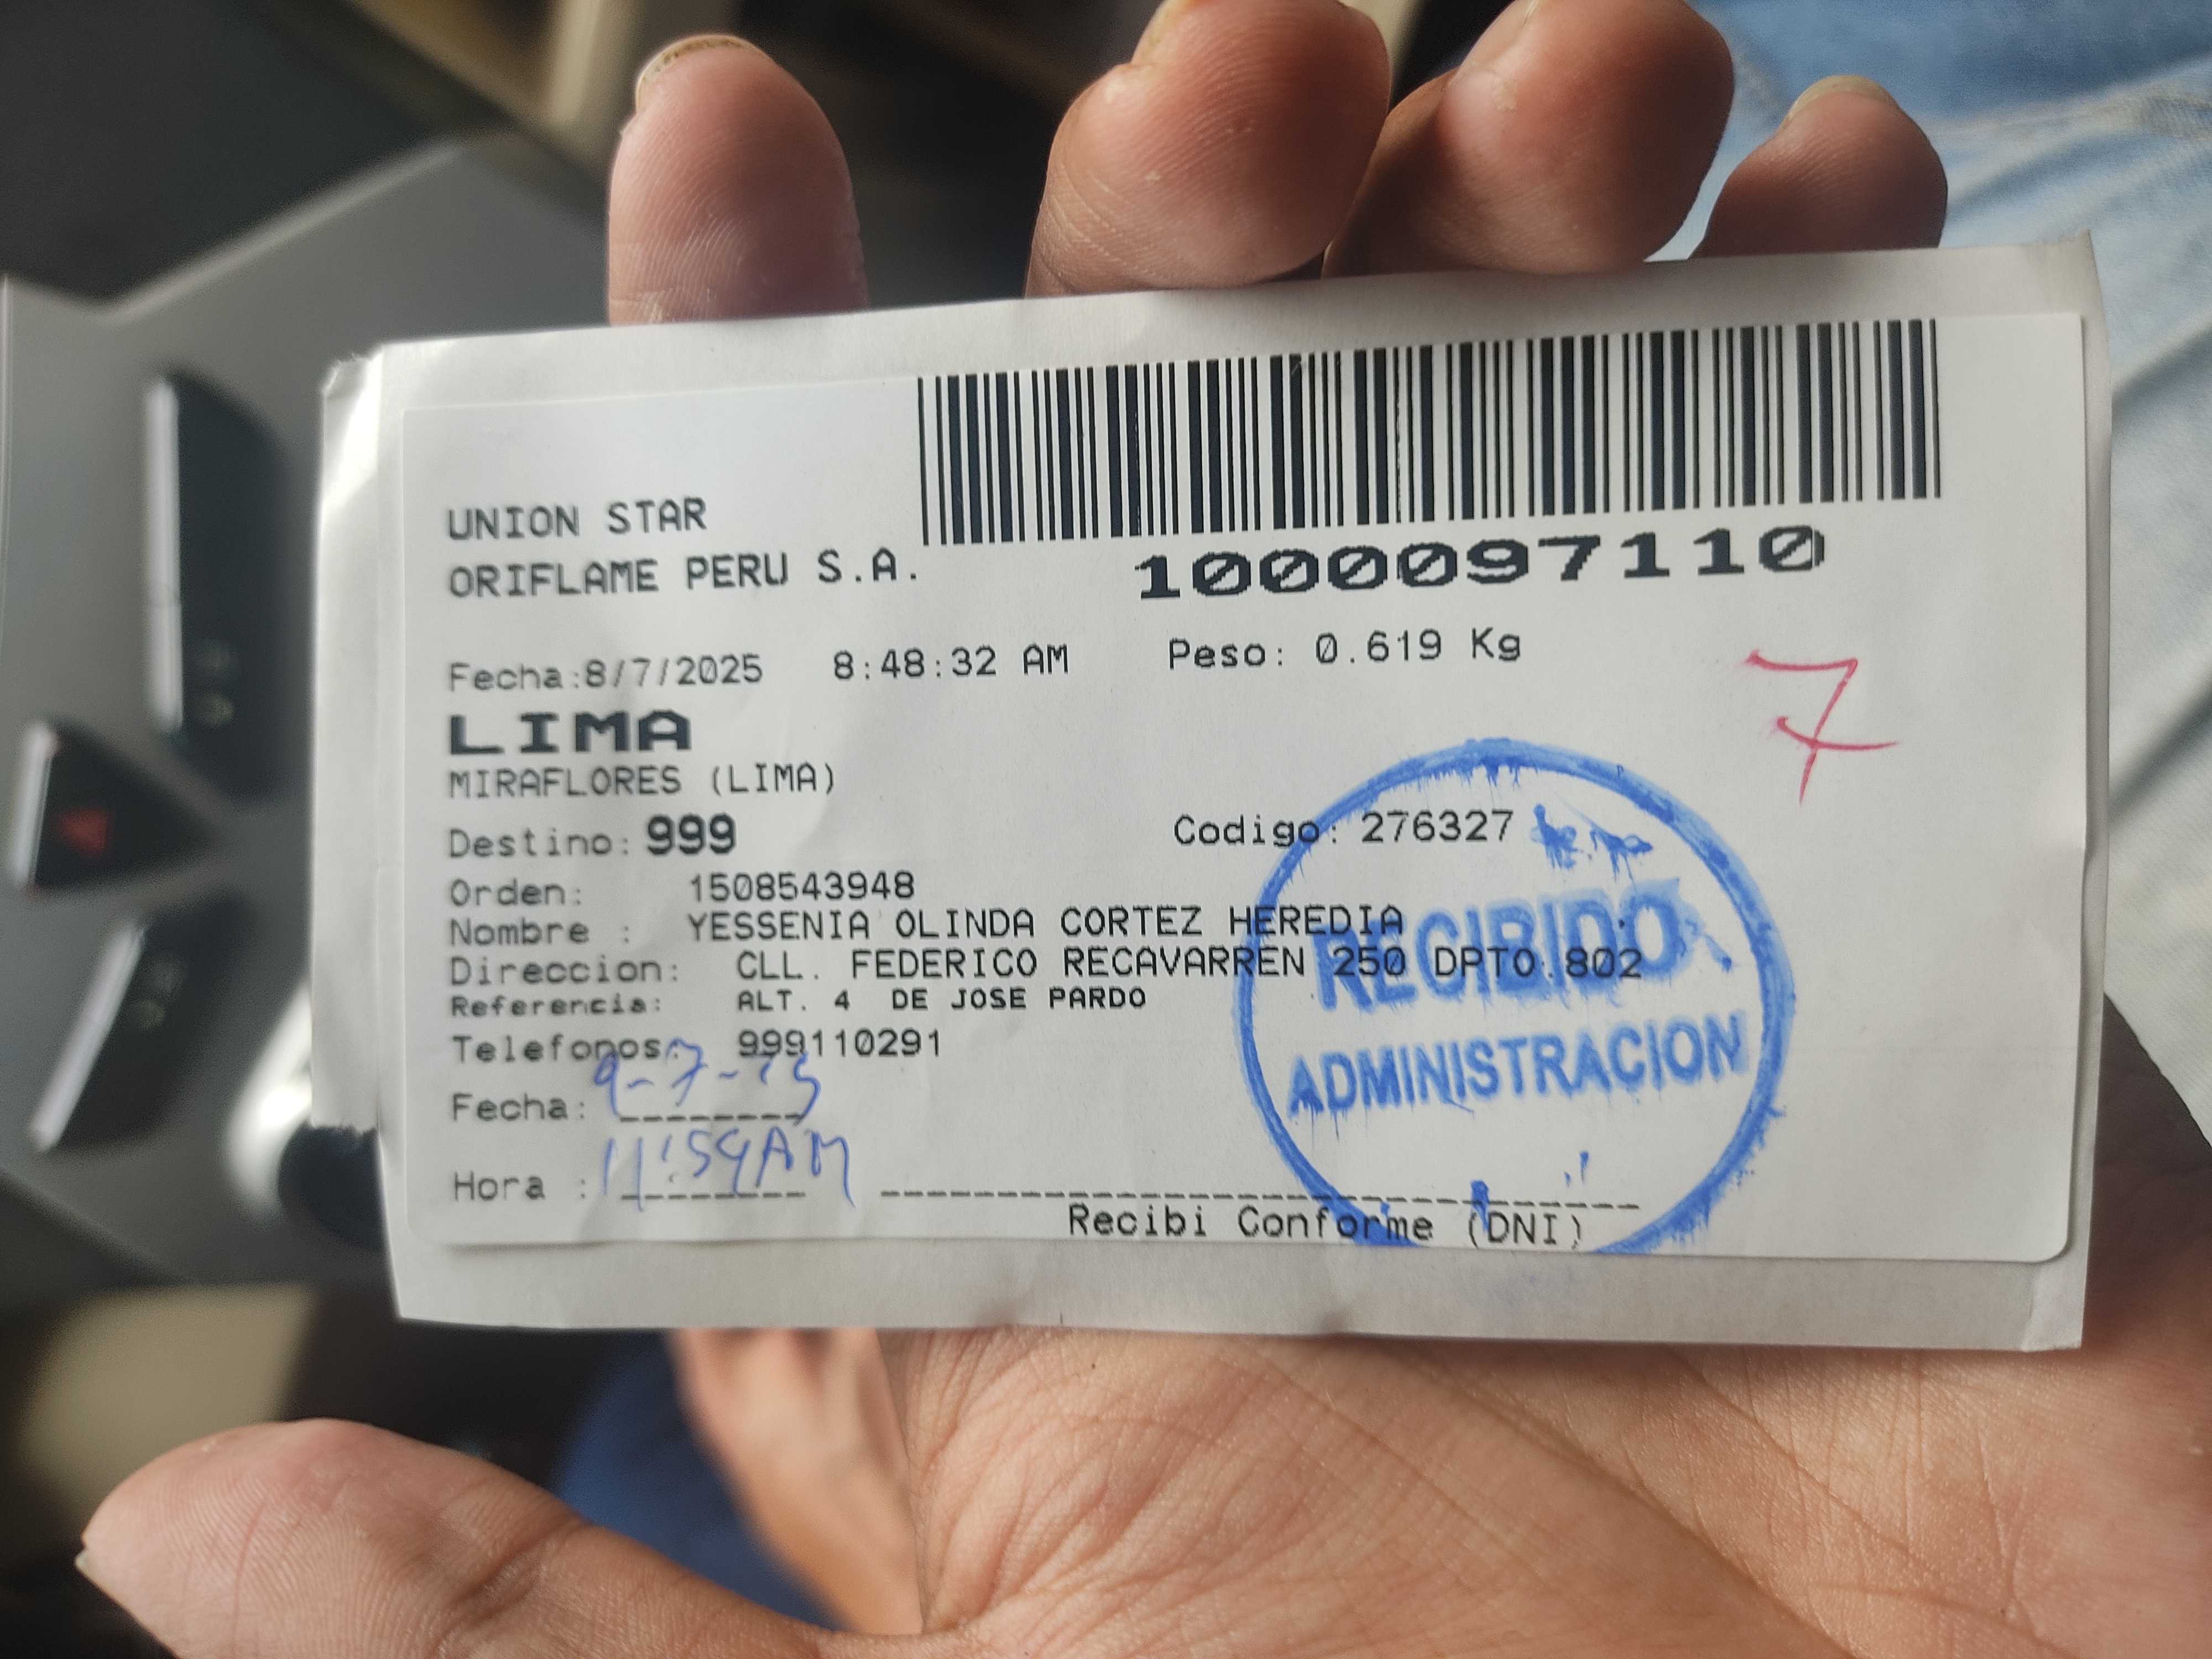 UNION STAR
ORIFLAME PERU S.A.
1000097110
Fecha:8/7/2025 8:48:32 AM Peso: 0.619 Kg
7
LIMA
MIRAFLORES (LIMA)
Destino: 999 Codigo: 276327
Orden: 1508543948
Nombre : YESSENIA OLINDA CORTEZ HEREDIA
Direccion: CLL. FEDERICO RECAVARREN 250 DPTO.802
Referencia: ALT. 4 DE JOSE PARDO
Telefonos: 999110291
Fecha: 9-7-25
Hora : 11:59AM
Recibi Conforme (DNI)
RECIBIDO
ADMINISTRACION